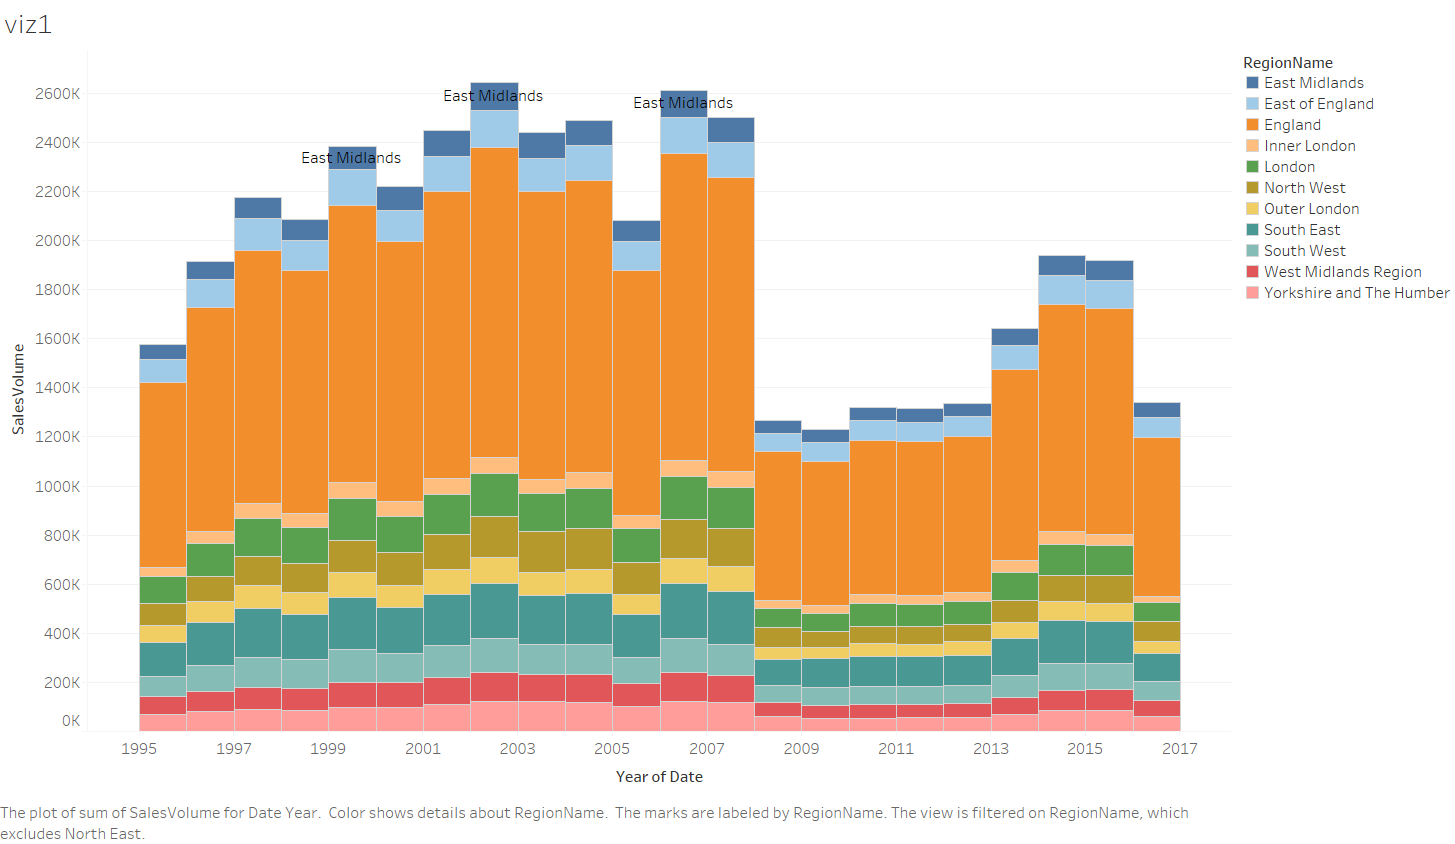 viz1
RegionName
East Midlands
East of England
England
Inner London
London
North West
Outer London
South East
South West
West Midlands Region
Yorkshire and The Humber
2600K
2400K
2200K
2000K
1800K
1600K
1400K
1200K
1000K
800K
600K
400K
200K
0K
SalesVolume
East Midlands
East Midlands
East Midlands
1995 1997 1999 2001 2003 2005 2007 2009 2011 2013 2015 2017
Year of Date
The plot of sum of SalesVolume for Date Year. Color shows details about RegionName. The marks are labeled by RegionName. The view is filtered on RegionName, which
excludes North East.